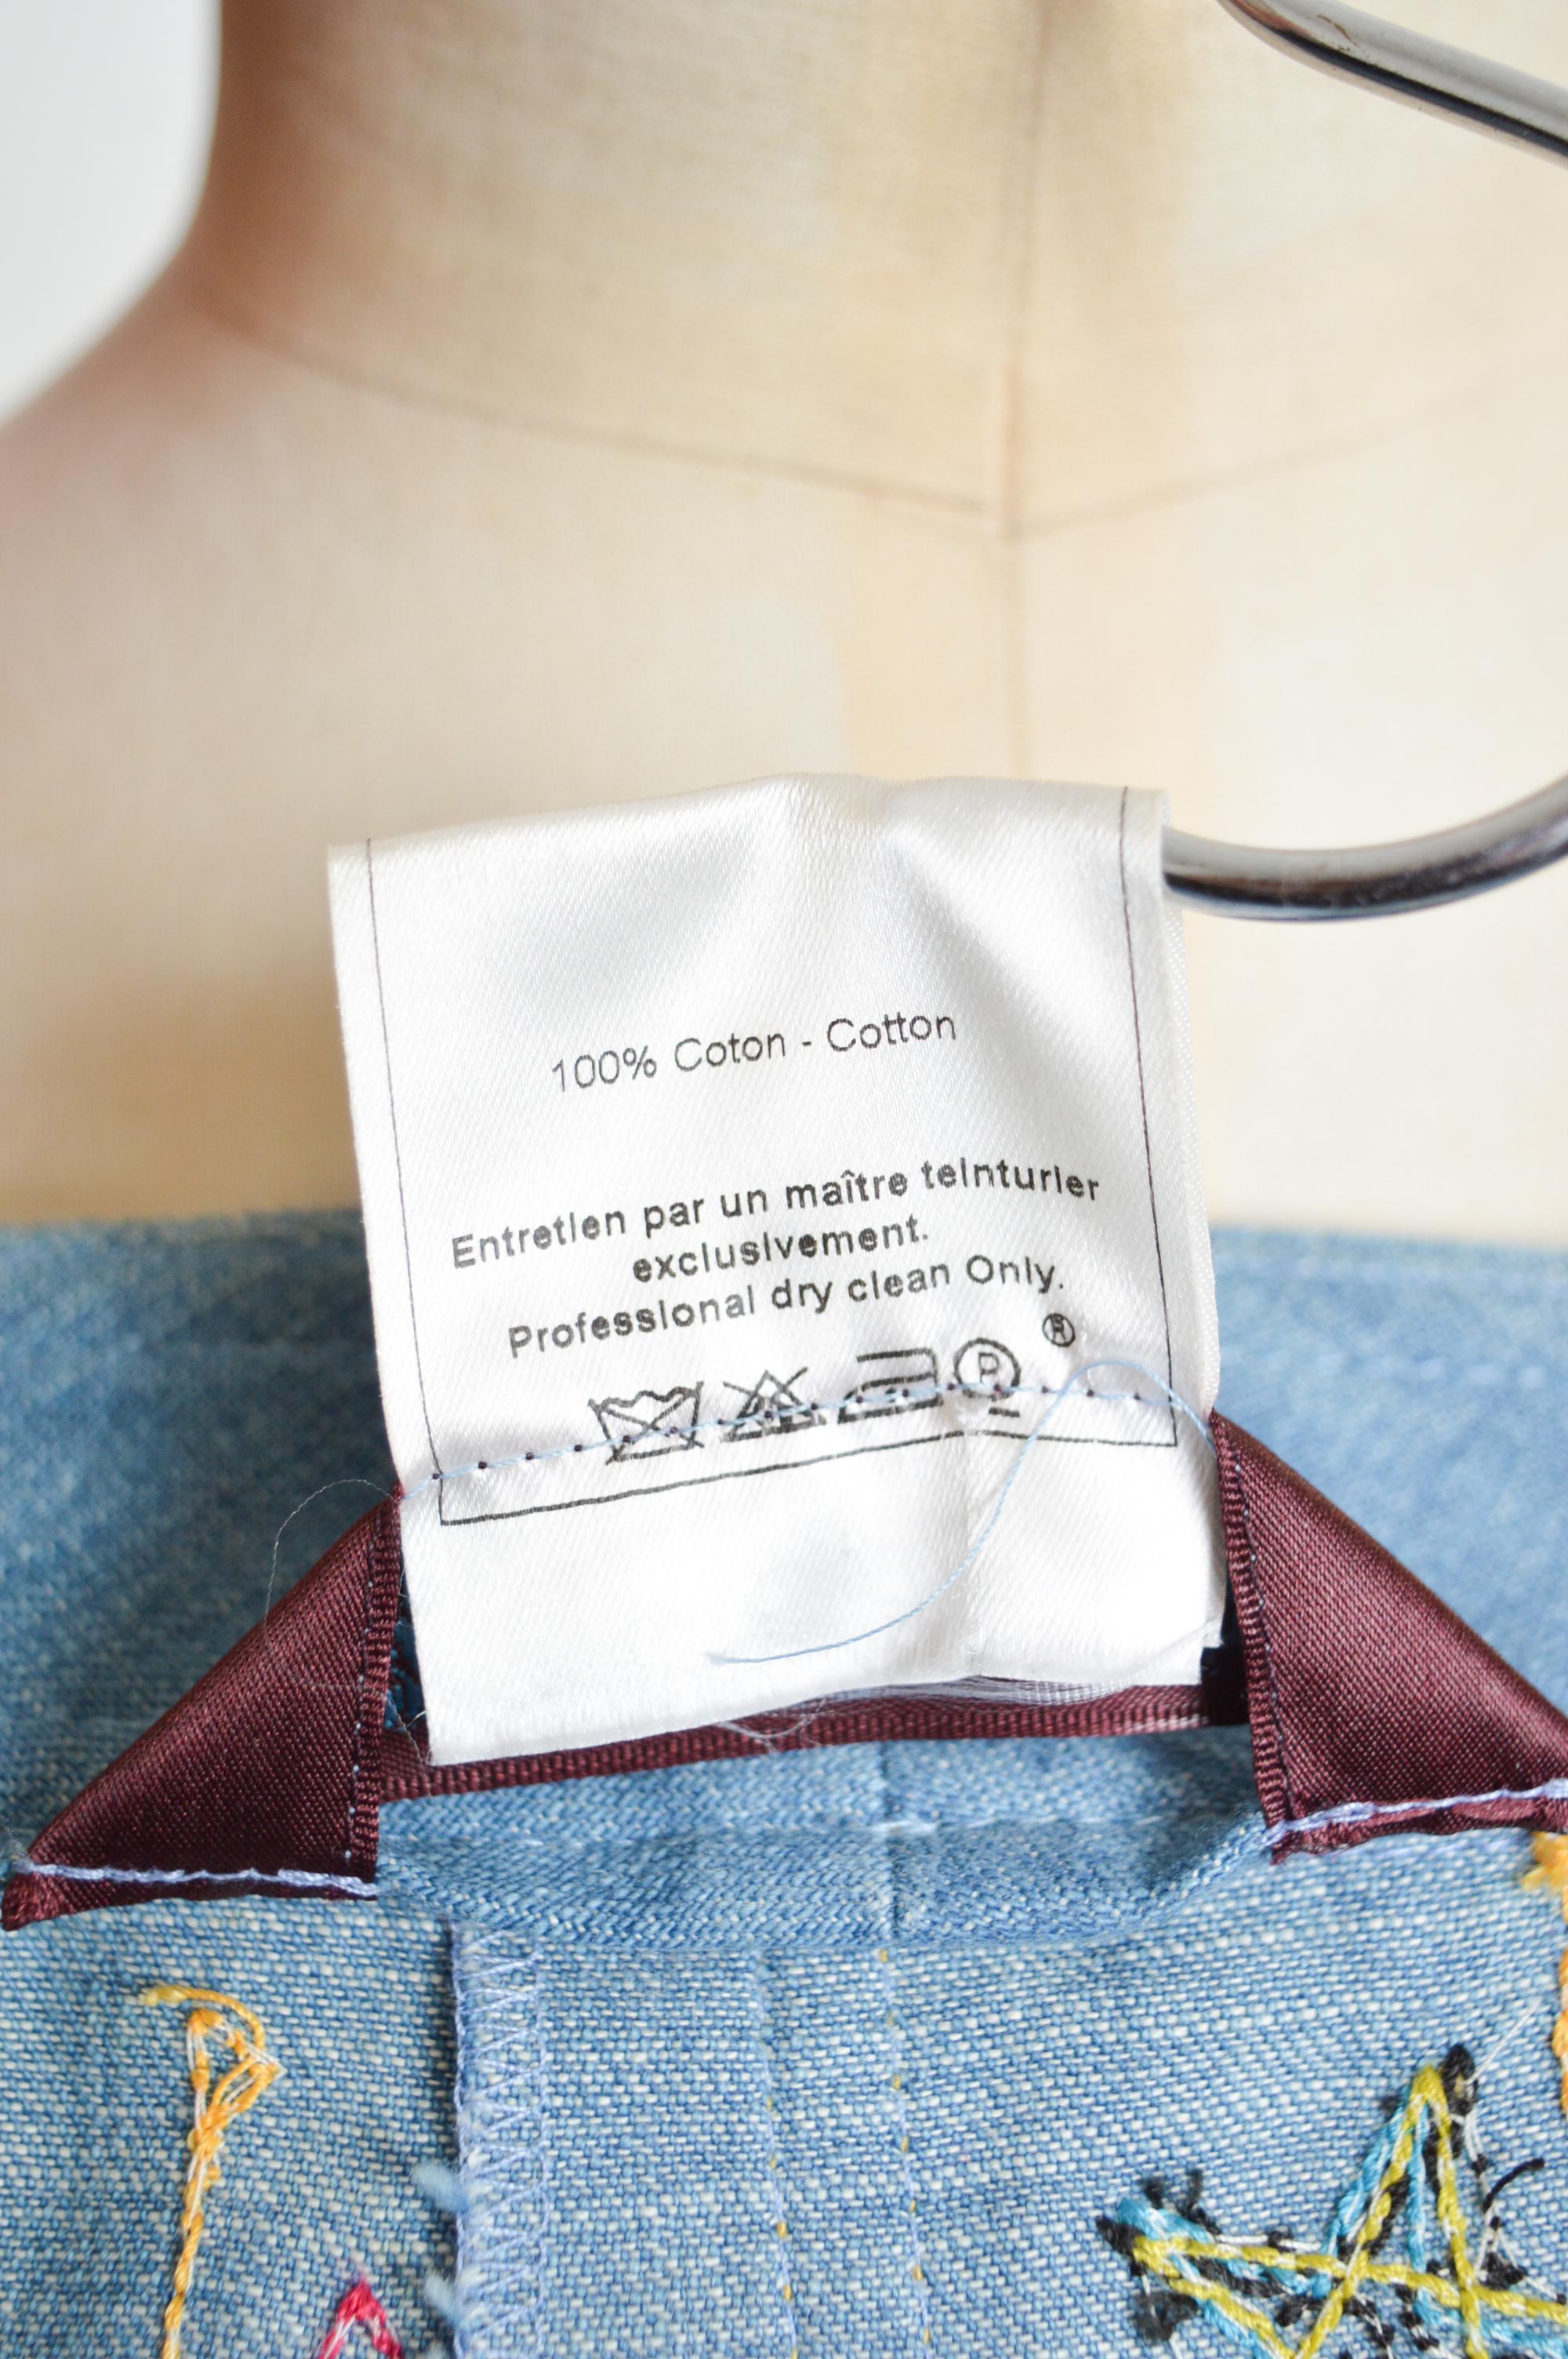 100% Coton - Cotton
Entretien par un maître teinturier
exclusivement.
Professional dry clean Only.
®
P